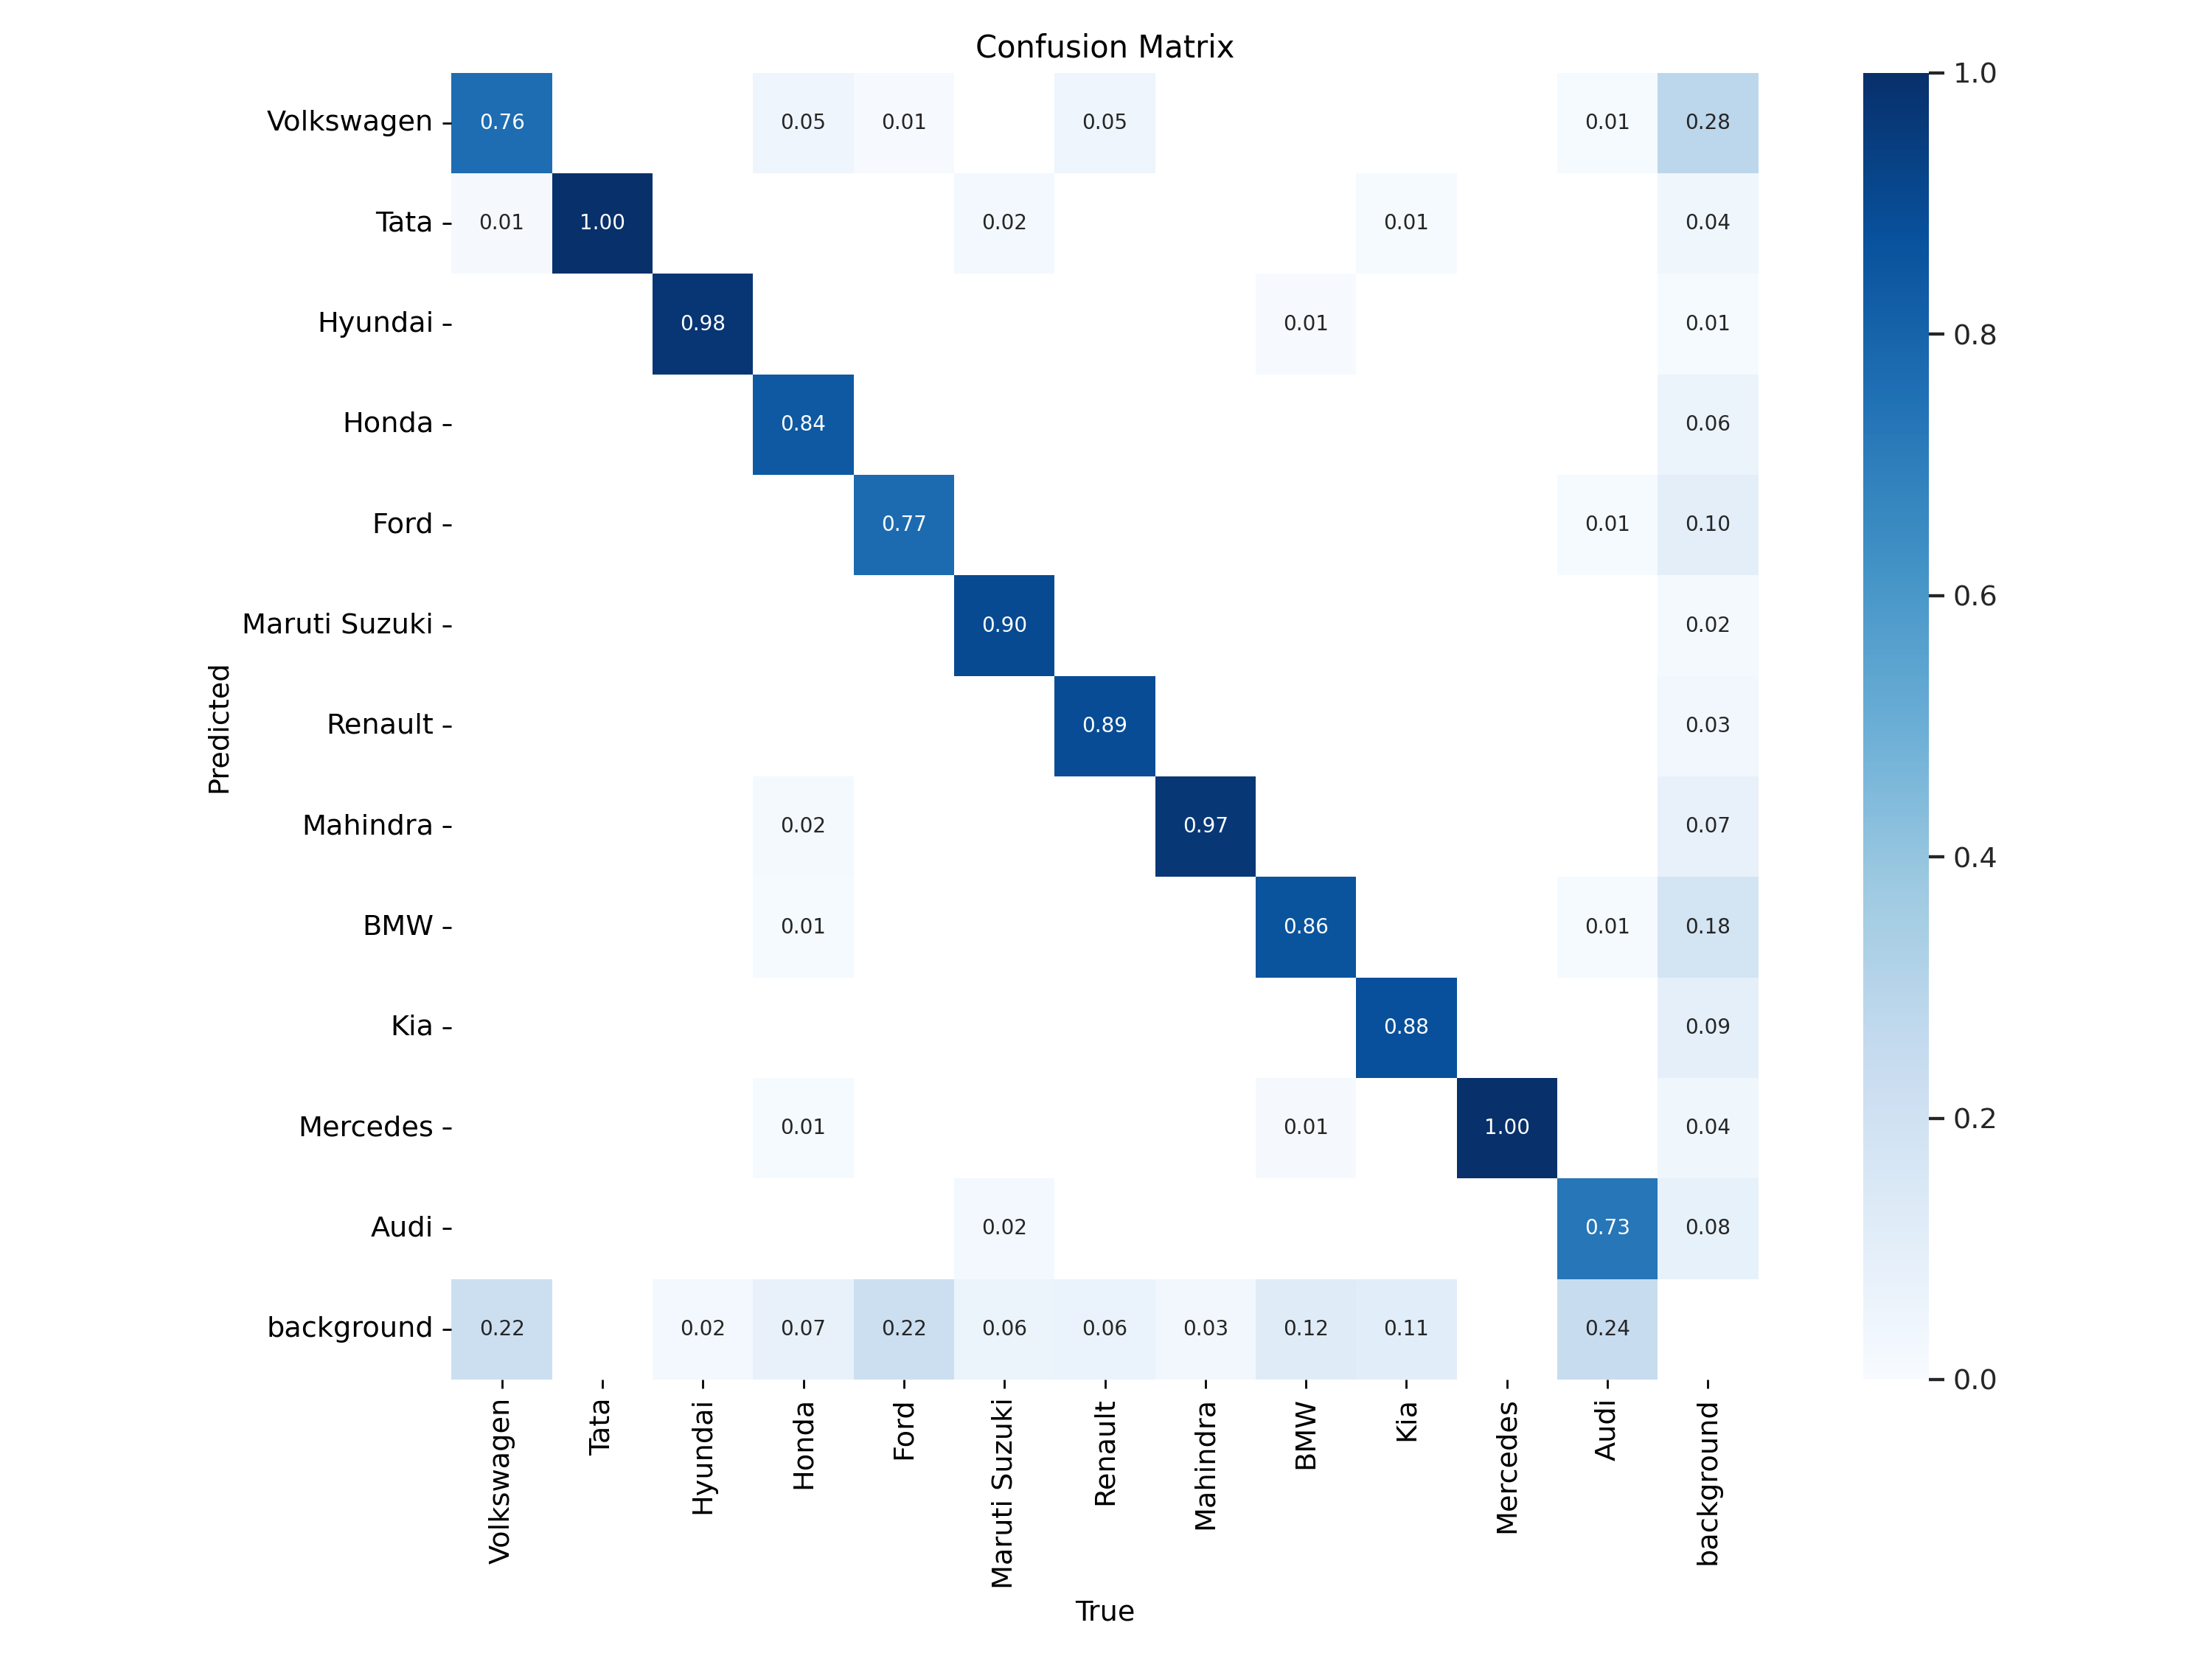 Confusion Matrix
Volkswagen 0.76 0.05 0.01 0.05 0.01 0.28
Tata 0.01 1.00 0.02 0.01 0.04
Hyundai 0.98 0.01 0.01
Honda 0.84 0.06
Ford 0.77 0.01 0.10
Maruti Suzuki 0.90 0.02
Renault 0.89 0.03
Mahindra 0.02 0.97 0.07
BMW 0.01 0.86 0.01 0.18
Kia 0.88 0.09
Mercedes 0.01 0.01 1.00 0.04
Audi 0.02 0.73 0.08
background 0.22 0.02 0.07 0.22 0.06 0.06 0.03 0.12 0.11 0.24
Predicted
Volkswagen Tata Hyundai Honda Ford Maruti Suzuki Renault Mahindra BMW Kia Mercedes Audi background
True
1.0
0.8
0.6
0.4
0.2
0.0